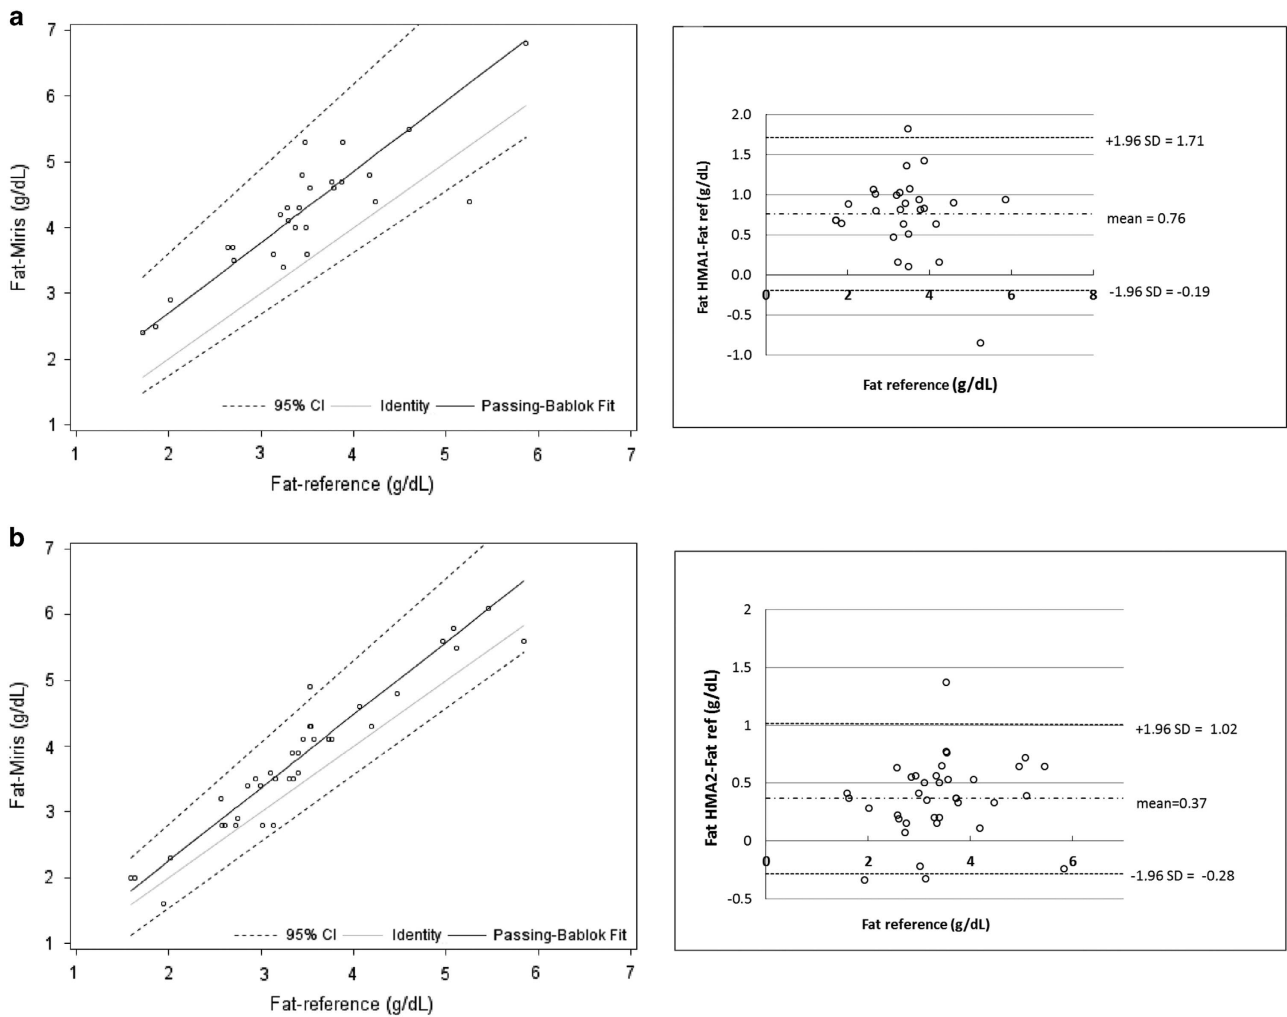 a
7
6
5
4
3
2
1
Fat-Miris (g/dL)
95% CI Identity Passing-Bablok Fit
1 2 3 4 5 6 7
Fat-reference (g/dL)
2.0
1.5
1.0
0.5
0.0
-0.5
-1.0
Fat HMA1-Fat ref (g/dL)
+1.96 SD = 1.71
mean = 0.76
-1.96 SD = -0.19
0 2 4 6 8
Fat reference (g/dL)
b
7
6
5
4
3
2
1
Fat-Miris (g/dL)
95% CI Identity Passing-Bablok Fit
1 2 3 4 5 6 7
Fat-reference (g/dL)
2
1.5
1
0.5
0
-0.5
Fat HMA2-Fat ref (g/dL)
+1.96 SD = 1.02
mean=0.37
-1.96 SD = -0.28
0 2 4 6
Fat reference (g/dL)